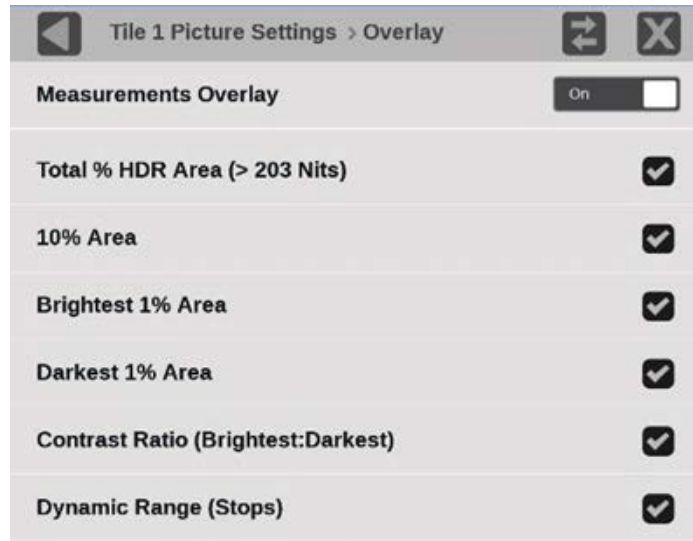 Tile 1 Picture Settings > Overlay
Measurements Overlay On
Total % HDR Area (> 203 Nits)
10% Area
Brightest 1% Area
Darkest 1% Area
Contrast Ratio (Brightest:Darkest)
Dynamic Range (Stops)